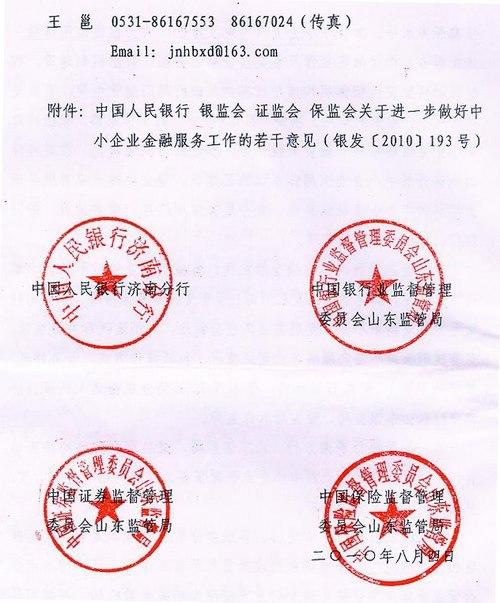 王 邕 0531-86167553 86167024(传真)
Email: jnhbxd@163.com
附件: 中国人民银行 银监会 证监会 保监会关于进一步做好中
小企业金融服务工作的若干意见(银发〔2010〕193号)
中国人民银行济南分行
中国人民银行济南分行
中国银行业监督管理委员会山东监管局
中国银行业监督管理
委员会山东监管局
中国证券监督管理委员会山东监管局
中国证券监督管理
委员会山东监管局
中国保险监督管理委员会山东监管局
中国保险监督管理
委员会山东监管局
二〇一〇年八月四日